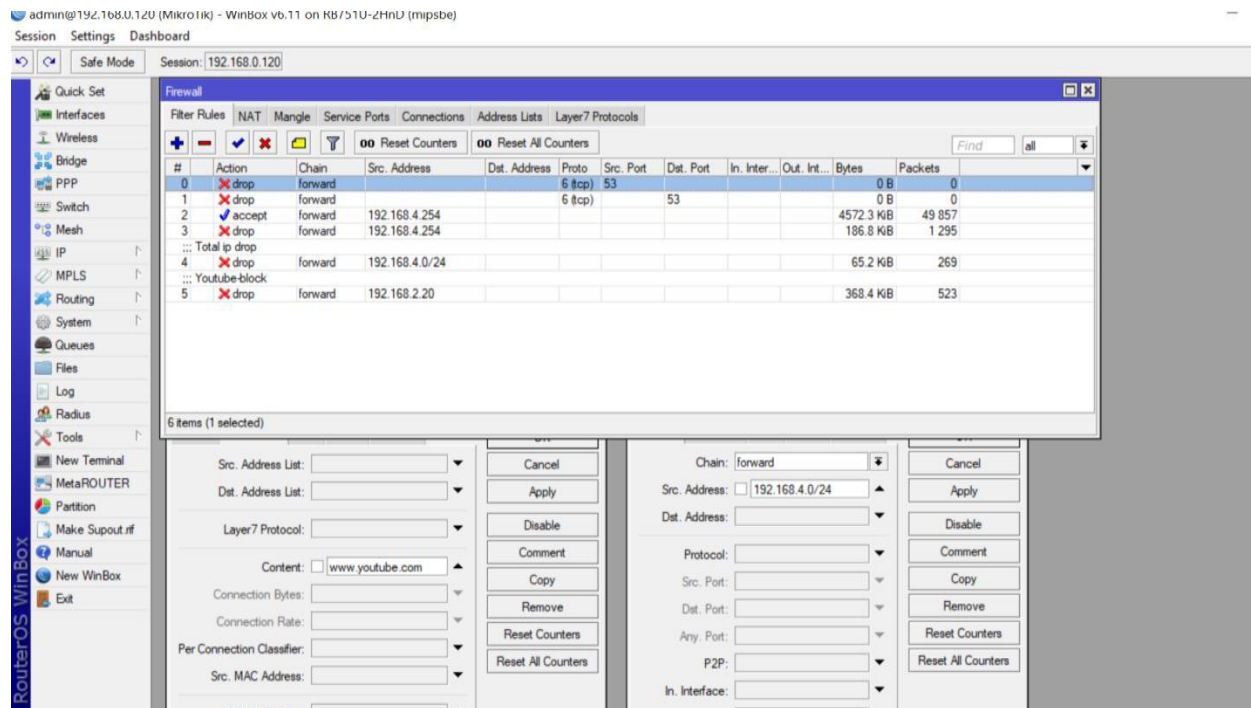 admin@192.168.0.120 (MikroTik) - WinBox v6.11 on RB751U-2HnD (mipsbe)
Session Settings Dashboard
Safe Mode Session: 192.168.0.120
Quick Set
Interfaces
Wireless
Bridge
PPP
Switch
Mesh
IP
MPLS
Routing
System
Queues
Files
Log
Radius
Tools
New Terminal
MetaROUTER
Partition
Make Supout.rif
Manual
New WinBox
Exit
RouterOS WinBox
Firewall
Filter Rules NAT Mangle Service Ports Connections Address Lists Layer7 Protocols
00 Reset Counters 00 Reset All Counters Find all
# Action Chain Src. Address Dst. Address Proto Src. Port Dst. Port In. Inter... Out. Int... Bytes Packets
0 drop forward 6 (tcp) 53 0 B 0
1 drop forward 6 (tcp) 53 0 B 0
2 accept forward 192.168.4.254 4572.3 KiB 49 857
3 drop forward 192.168.4.254 186.8 KiB 1 295
::: Total ip drop
4 drop forward 192.168.4.0/24 65.2 KiB 269
::: Youtube-block
5 drop forward 192.168.2.20 368.4 KiB 523
6 items (1 selected)
Src. Address List:
Dst. Address List:
Layer7 Protocol:
Content: www.youtube.com
Connection Bytes:
Connection Rate:
Per Connection Classifier:
Src. MAC Address:
Cancel
Apply
Disable
Comment
Copy
Remove
Reset Counters
Reset All Counters
Chain: forward
Src. Address: 192.168.4.0/24
Dst. Address:
Protocol:
Src. Port:
Dst. Port:
Any. Port:
P2P:
In. Interface:
Cancel
Apply
Disable
Comment
Copy
Remove
Reset Counters
Reset All Counters